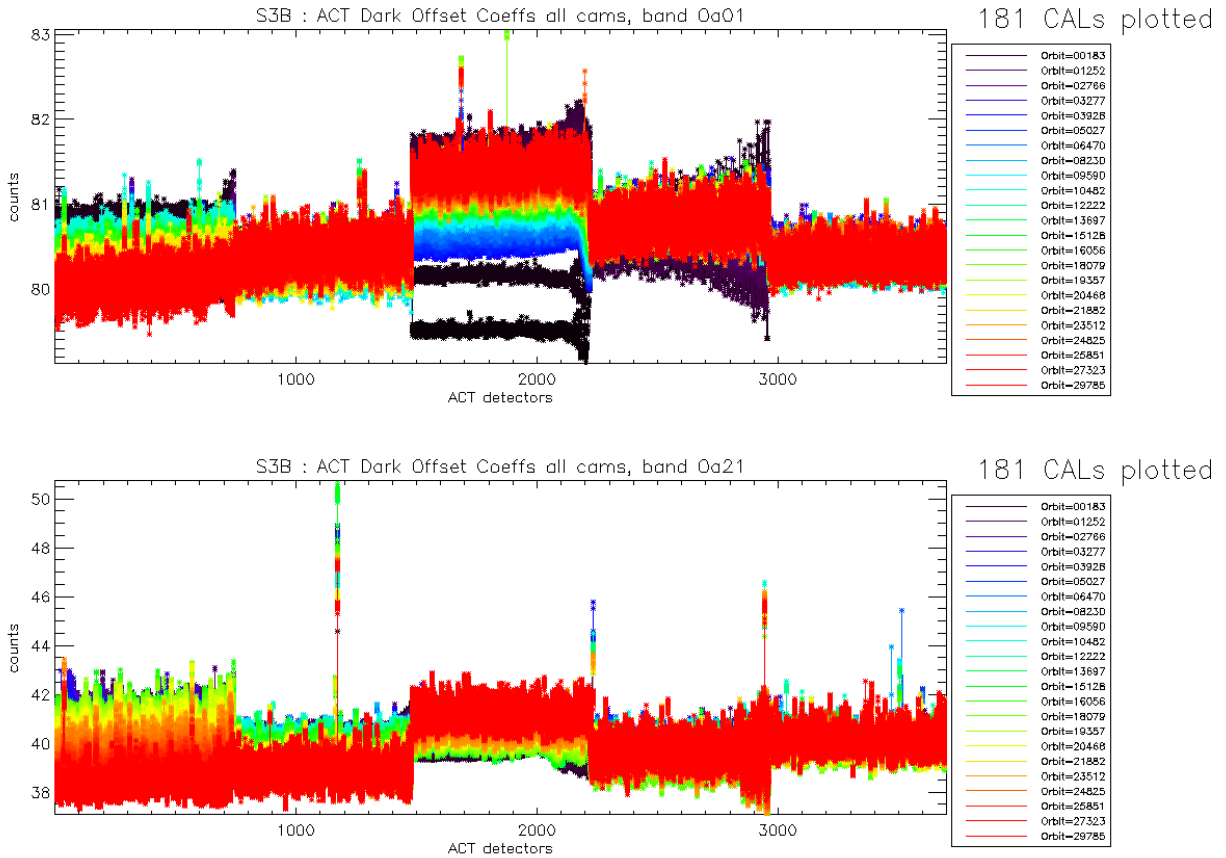 S3B : ACT Dark Offset Coeffs all cams, band Oa01
181 CALs plotted
83
82
81
80
counts
1000
2000
3000
ACT detectors
Orbit=00183
Orbit=01252
Orbit=02766
Orbit=03277
Orbit=03928
Orbit=05027
Orbit=06470
Orbit=08230
Orbit=09590
Orbit=10482
Orbit=12222
Orbit=13697
Orbit=15128
Orbit=16056
Orbit=18079
Orbit=19357
Orbit=20468
Orbit=21882
Orbit=23512
Orbit=24825
Orbit=25851
Orbit=27323
Orbit=29785
S3B : ACT Dark Offset Coeffs all cams, band Oa21
181 CALs plotted
50
48
46
44
42
40
38
counts
1000
2000
3000
ACT detectors
Orbit=00183
Orbit=01252
Orbit=02766
Orbit=03277
Orbit=03928
Orbit=05027
Orbit=06470
Orbit=08230
Orbit=09590
Orbit=10482
Orbit=12222
Orbit=13697
Orbit=15128
Orbit=16056
Orbit=18079
Orbit=19357
Orbit=20468
Orbit=21882
Orbit=23512
Orbit=24825
Orbit=25851
Orbit=27323
Orbit=29785